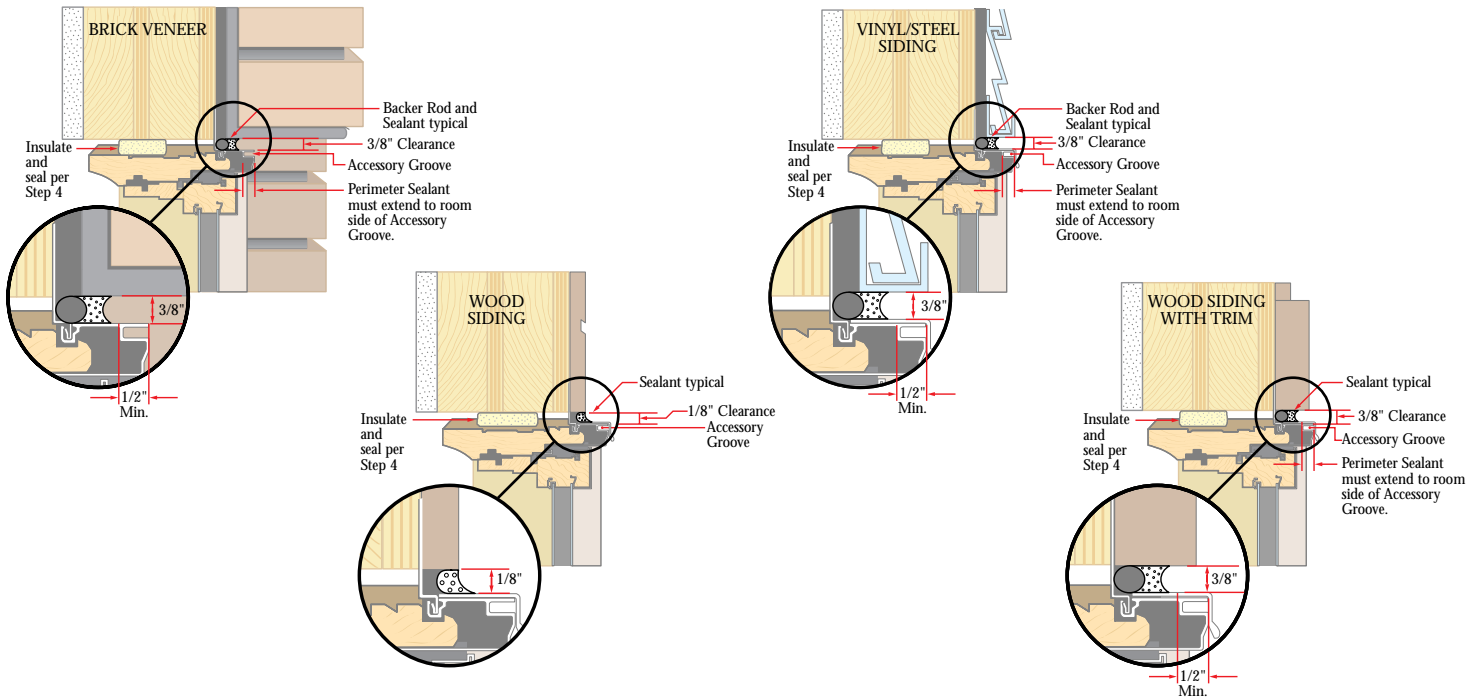 BRICK VENEER
Backer Rod and
Sealant typical
3/8" Clearance
Accessory Groove
Perimeter Sealant
must extend to room
side of Accessory
Groove.
Insulate
and
seal per
Step 4
3/8"
1/2"
Min.
WOOD
SIDING
Sealant typical
1/8" Clearance
Accessory
Groove
Insulate
and
seal per
Step 4
1/8"
VINYL/STEEL
SIDING
Backer Rod and
Sealant typical
3/8" Clearance
Accessory Groove
Perimeter Sealant
must extend to room
side of Accessory
Groove.
Insulate
and
seal per
Step 4
3/8"
1/2"
Min.
WOOD SIDING
WITH TRIM
Sealant typical
3/8" Clearance
Accessory Groove
Perimeter Sealant
must extend to room
side of Accessory
Groove.
Insulate
and
seal per
Step 4
3/8"
1/2"
Min.